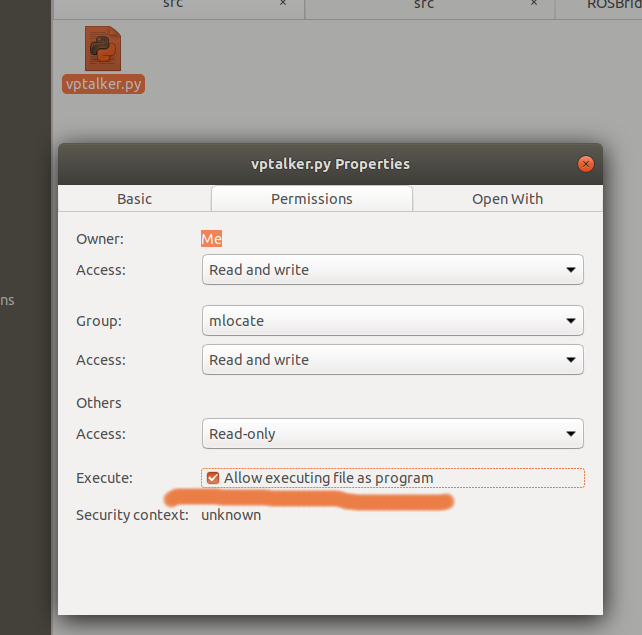 src × src × ROSBrid
vptalker.py
vptalker.py Properties
Basic Permissions Open With
Owner: Me
Access: Read and write
ns
Group: mlocate
Access: Read and write
Others
Access: Read-only
Execute: Allow executing file as program
Security context: unknown